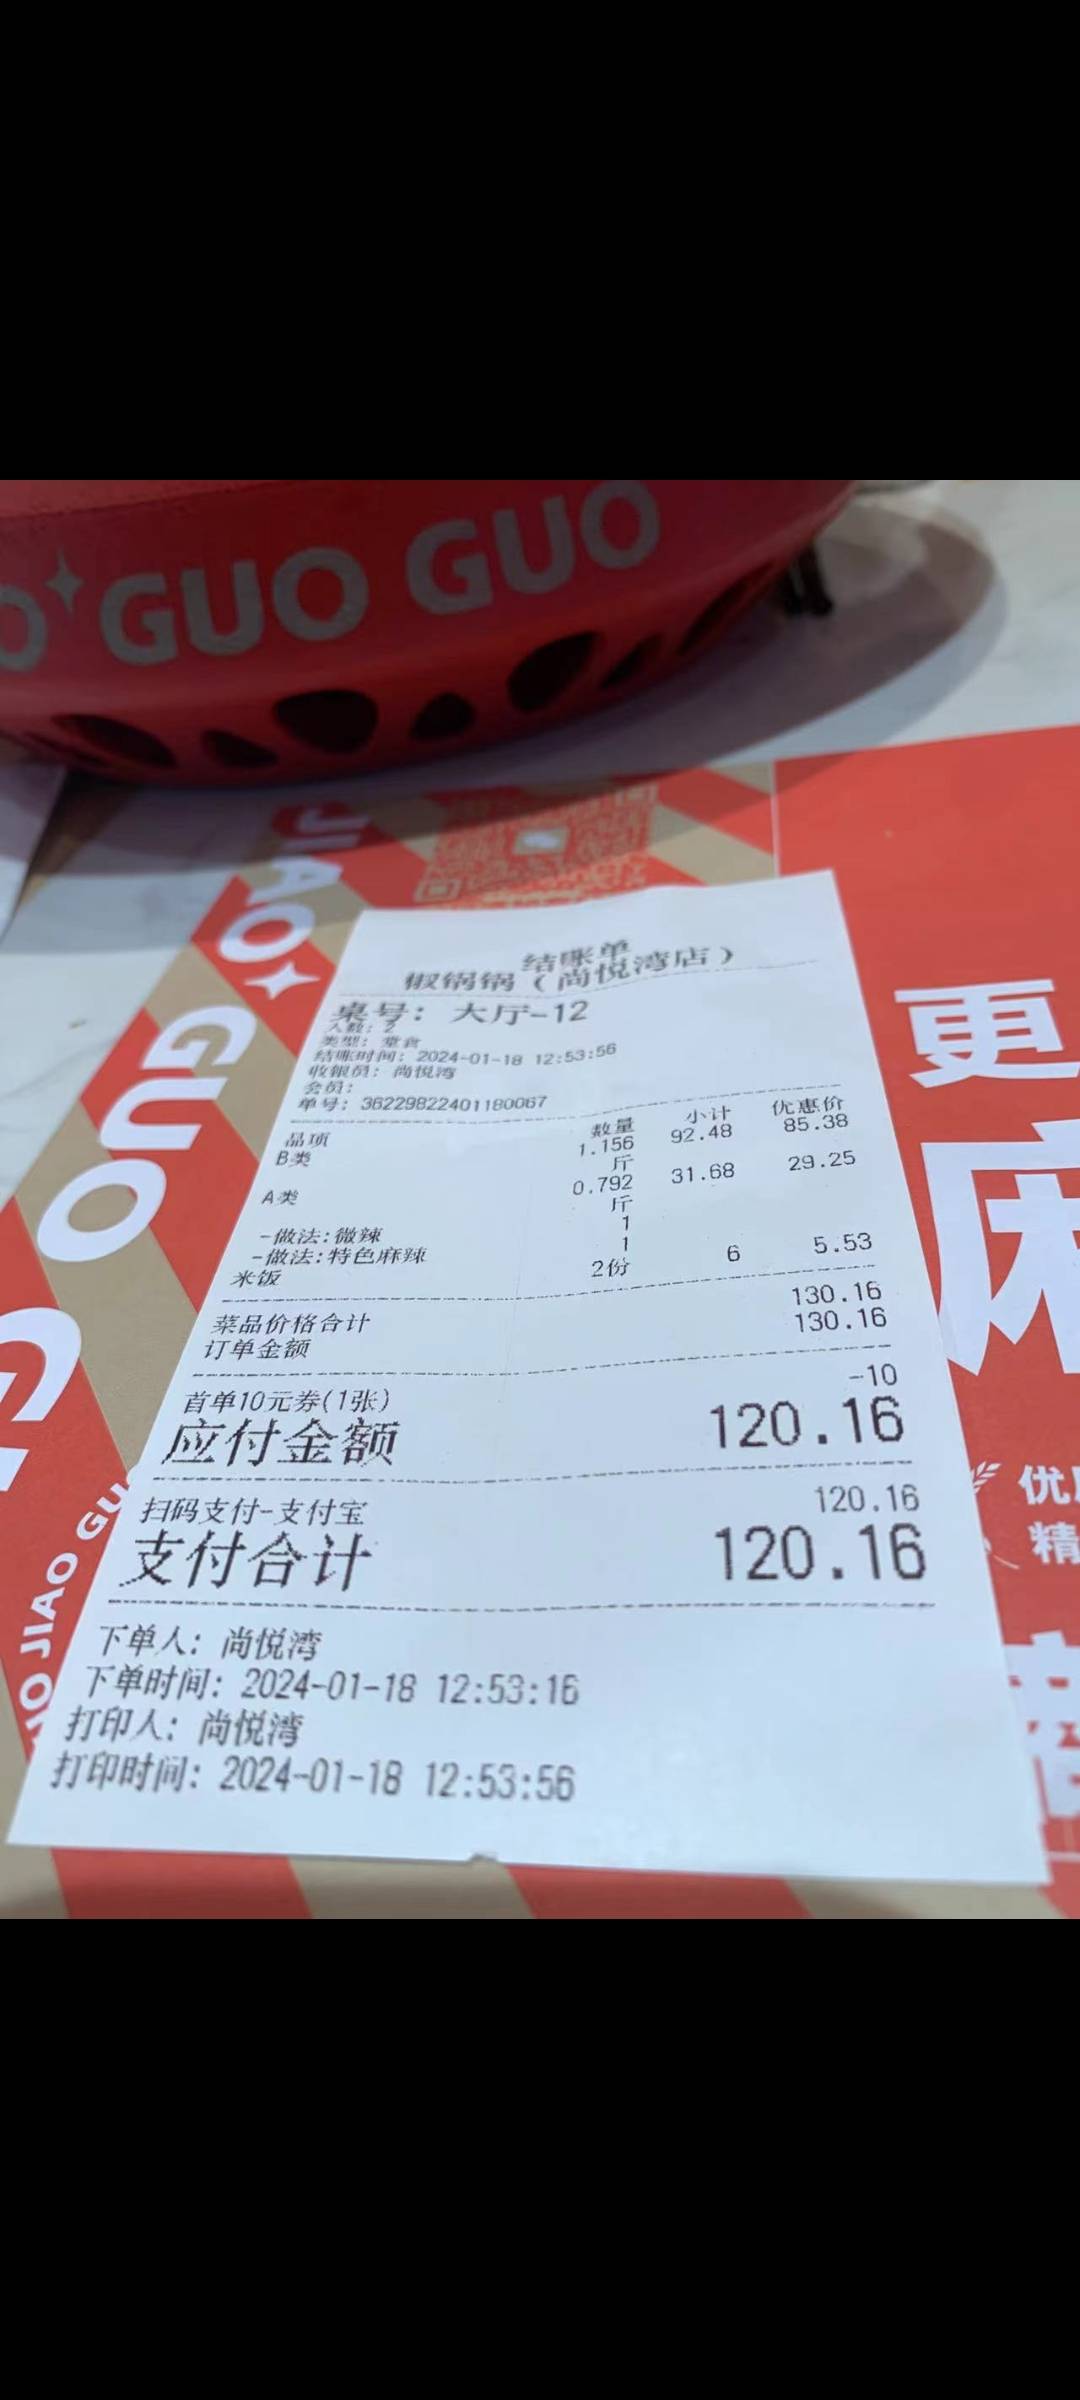 GUO GUO
JIAO GUO
结账单
椒锅锅（尚悦湾店）
桌号：大厅-12
人数：2
类型：堂食
结账时间：2024-01-18 12:53:56
收银员：尚悦湾
会员：
单号：36229822401180067
品项 数量 小计 优惠价
B类 1.156 92.48 85.38
斤
A类 0.792 31.68 29.25
斤
-做法:微辣 1
-做法:特色麻辣 1
米饭 2份 6 5.53
菜品价格合计 130.16
订单金额 130.16
首单10元券(1张) -10
应付金额 120.16
扫码支付-支付宝 120.16
支付合计 120.16
下单人：尚悦湾
下单时间：2024-01-18 12:53:16
打印人：尚悦湾
打印时间：2024-01-18 12:53:56
更
麻
优
精
JIAO GU